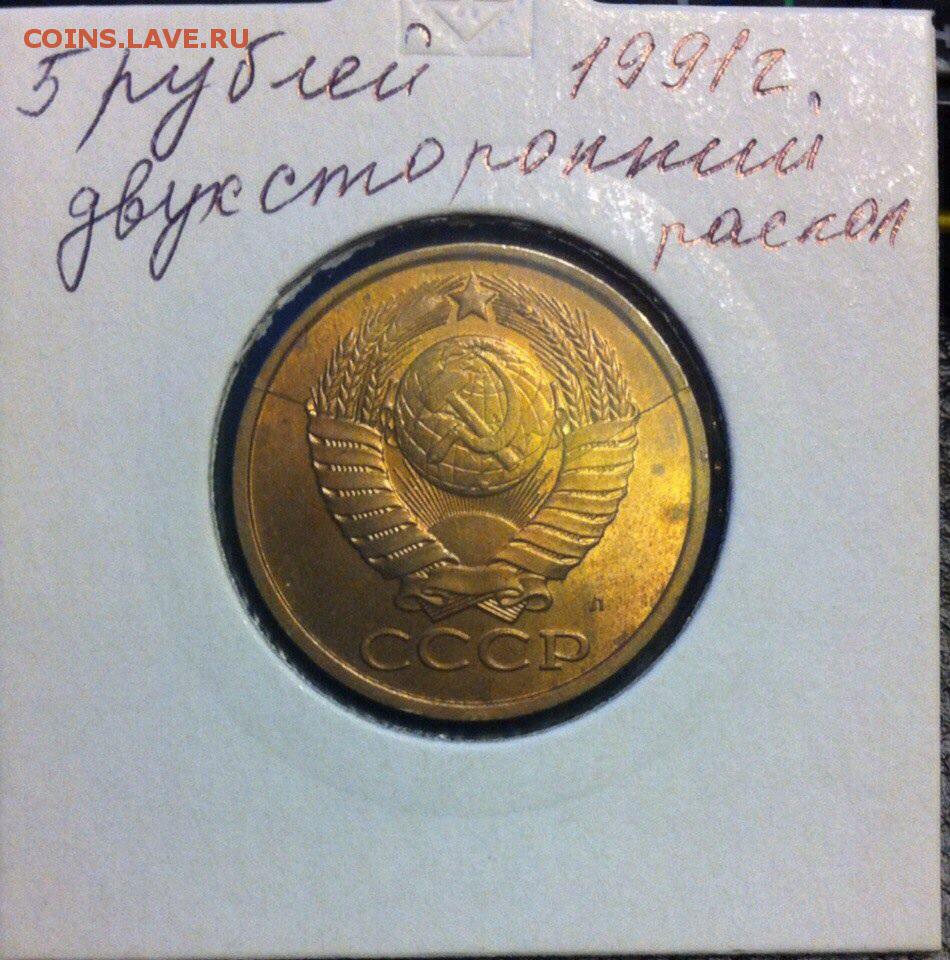 COINS.LAVE.RU
5 рублей 1991г.
двухсторонний
раскол
Л
СССР